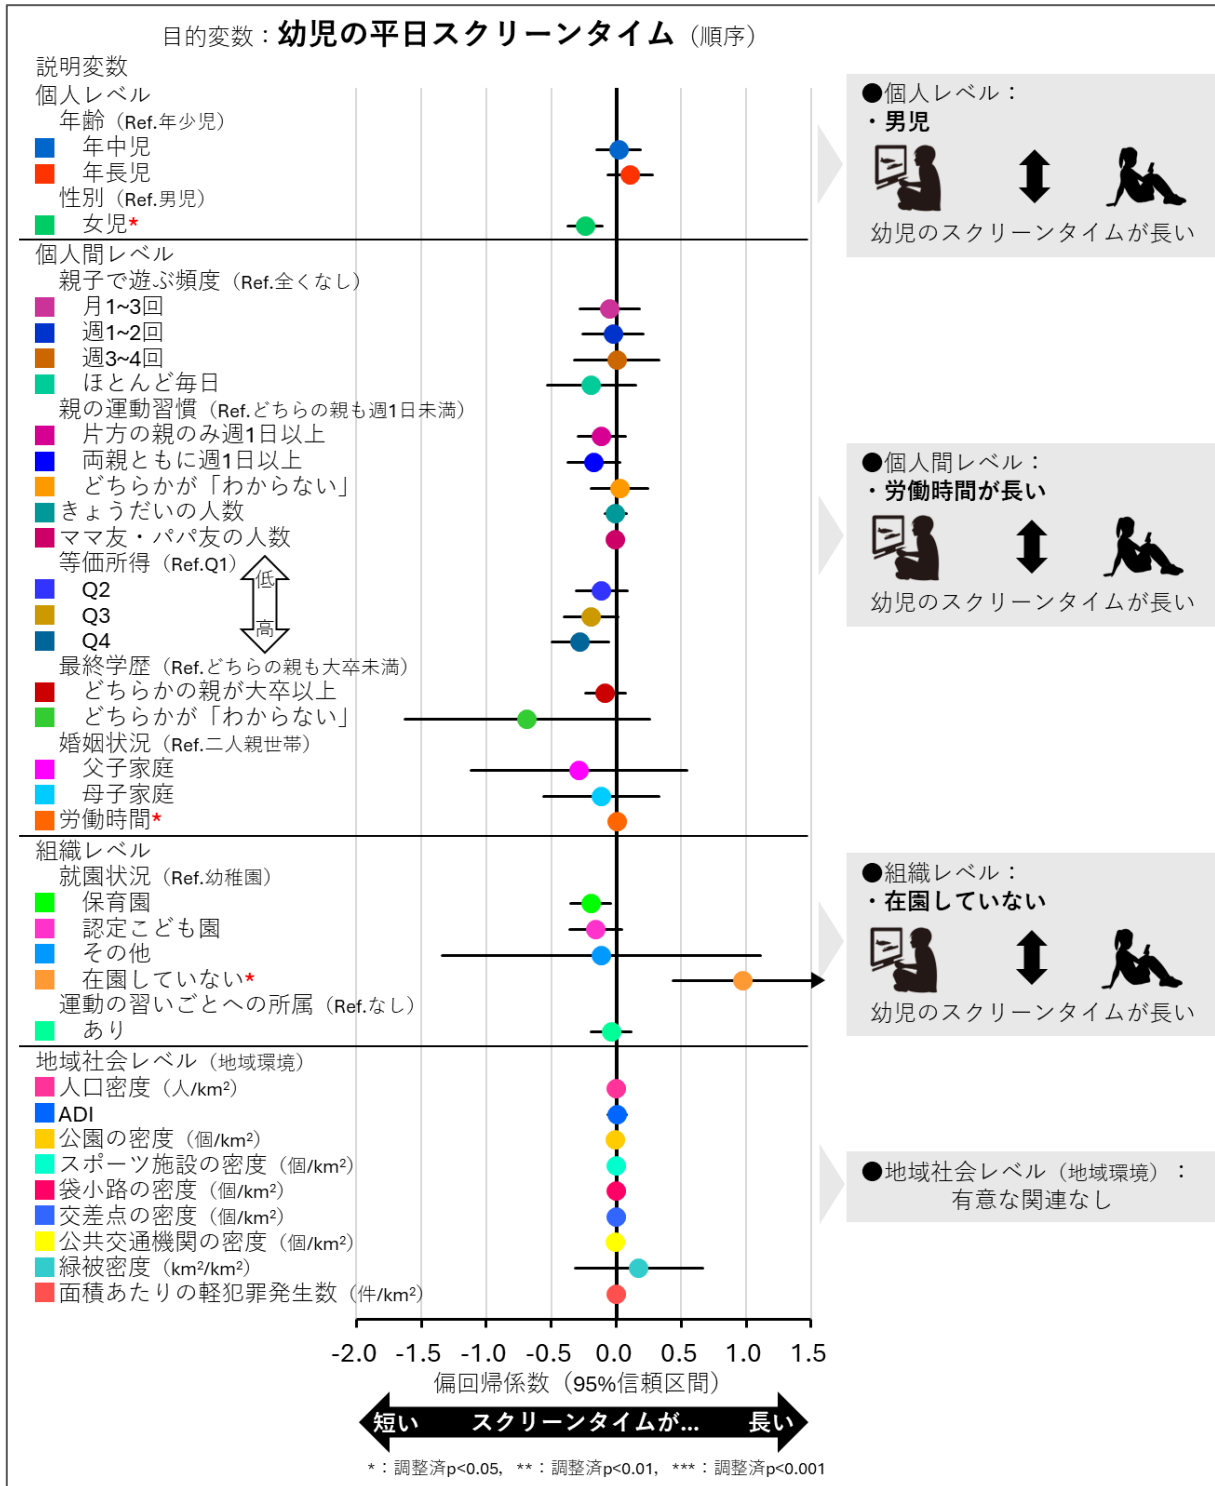 目的変数：幼児の平日スクリーンタイム（順序）
説明変数
個人レベル
年齢（Ref.年少児）
年中児
年長児
性別（Ref.男児）
女児*
個人間レベル
親子で遊ぶ頻度（Ref.全くなし）
月1~3回
週1~2回
週3~4回
ほとんど毎日
親の運動習慣（Ref.どちらの親も週1日未満）
片方の親のみ週1日以上
両親ともに週1日以上
どちらかが「わからない」
きょうだいの人数
ママ友・パパ友の人数
等価所得（Ref.Q1）
低
Q2
Q3
高
Q4
最終学歴（Ref.どちらの親も大卒未満）
どちらかの親が大卒以上
どちらかが「わからない」
婚姻状況（Ref.二人親世帯）
父子家庭
母子家庭
労働時間*
組織レベル
就園状況（Ref.幼稚園）
保育園
認定こども園
その他
在園していない*
運動の習いごとへの所属（Ref.なし）
あり
地域社会レベル（地域環境）
人口密度（人/km²）
ADI
公園の密度（個/km²）
スポーツ施設の密度（個/km²）
袋小路の密度（個/km²）
交差点の密度（個/km²）
公共交通機関の密度（個/km²）
緑被密度（km²/km²）
面積あたりの軽犯罪発生数（件/km²）
-2.0 -1.5 -1.0 -0.5 0.0 0.5 1.0 1.5
偏回帰係数（95%信頼区間）
短い スクリーンタイムが... 長い
*：調整済p<0.05, **：調整済p<0.01, ***：調整済p<0.001
●個人レベル：
・男児
幼児のスクリーンタイムが長い
●個人間レベル：
・労働時間が長い
幼児のスクリーンタイムが長い
●組織レベル：
・在園していない
幼児のスクリーンタイムが長い
●地域社会レベル（地域環境）：
有意な関連なし